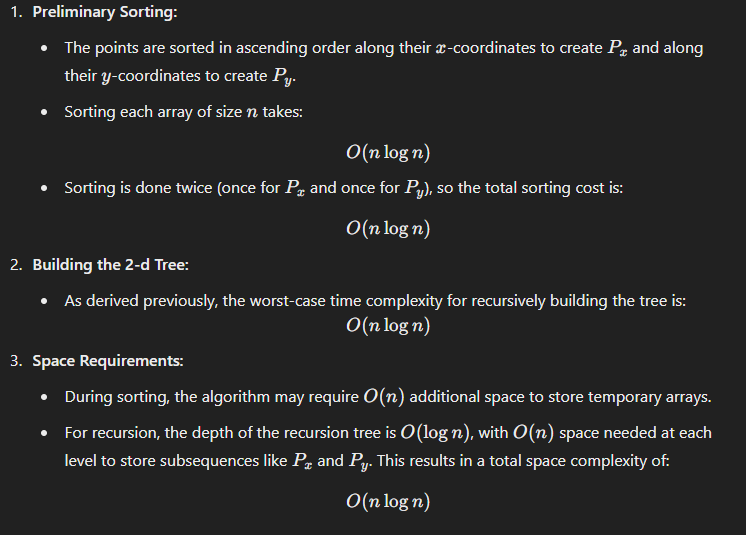 1. Preliminary Sorting:
• The points are sorted in ascending order along their x-coordinates to create Pₓ and along
their y-coordinates to create P_y.
• Sorting each array of size n takes:
O(n log n)
• Sorting is done twice (once for Pₓ and once for P_y), so the total sorting cost is:
O(n log n)
2. Building the 2-d Tree:
• As derived previously, the worst-case time complexity for recursively building the tree is:
O(n log n)
3. Space Requirements:
• During sorting, the algorithm may require O(n) additional space to store temporary arrays.
• For recursion, the depth of the recursion tree is O(log n), with O(n) space needed at each
level to store subsequences like Pₓ and P_y. This results in a total space complexity of:
O(n log n)